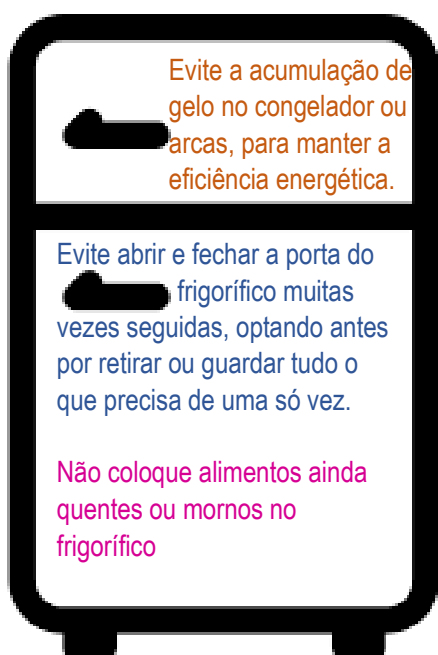 Evite a acumulação de
gelo no congelador ou
arcas, para manter a
eficiência energética.
Evite abrir e fechar a porta do
frigorífico muitas
vezes seguidas, optando antes
por retirar ou guardar tudo o
que precisa de uma só vez.
Não coloque alimentos ainda
quentes ou mornos no
frigorífico